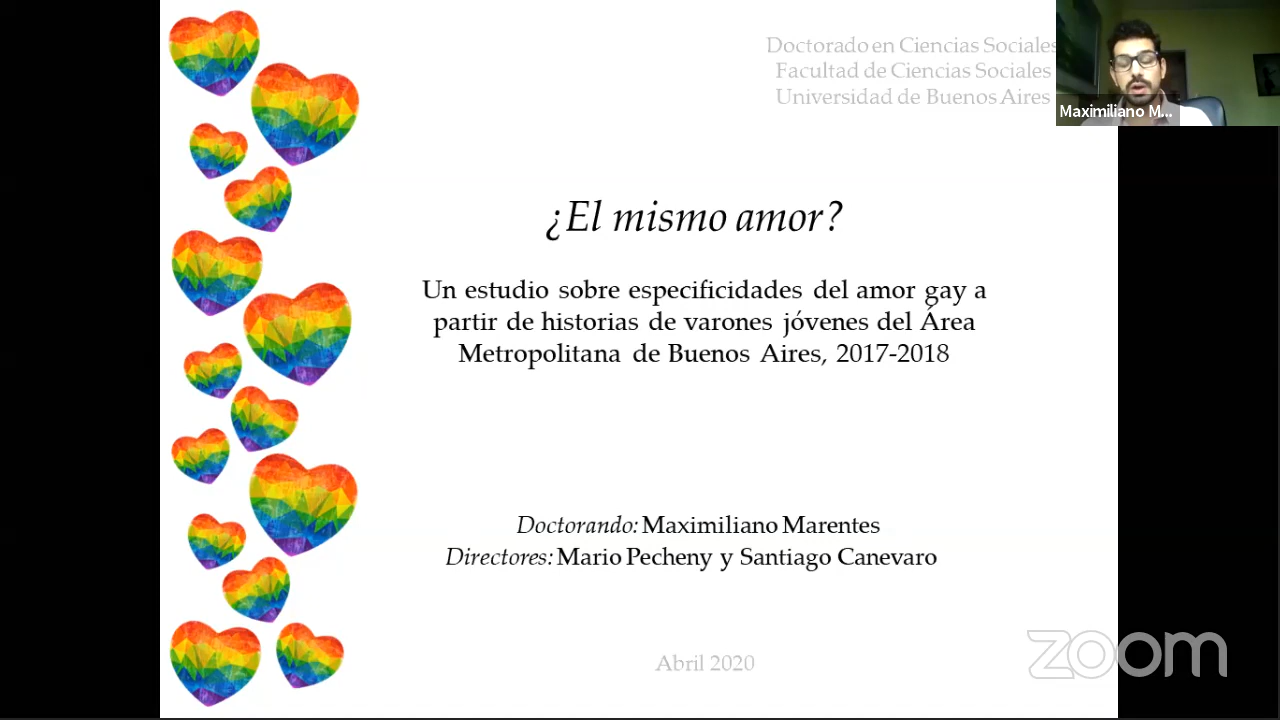 Doctorado en Ciencias Sociales
Facultad de Ciencias Sociales
Universidad de Buenos Aires
Maximiliano M...
¿El mismo amor?
Un estudio sobre especificidades del amor gay a
partir de historias de varones jóvenes del Área
Metropolitana de Buenos Aires, 2017-2018
Doctorando: Maximiliano Marentes
Directores: Mario Pecheny y Santiago Canevaro
Abril 2020
zoom